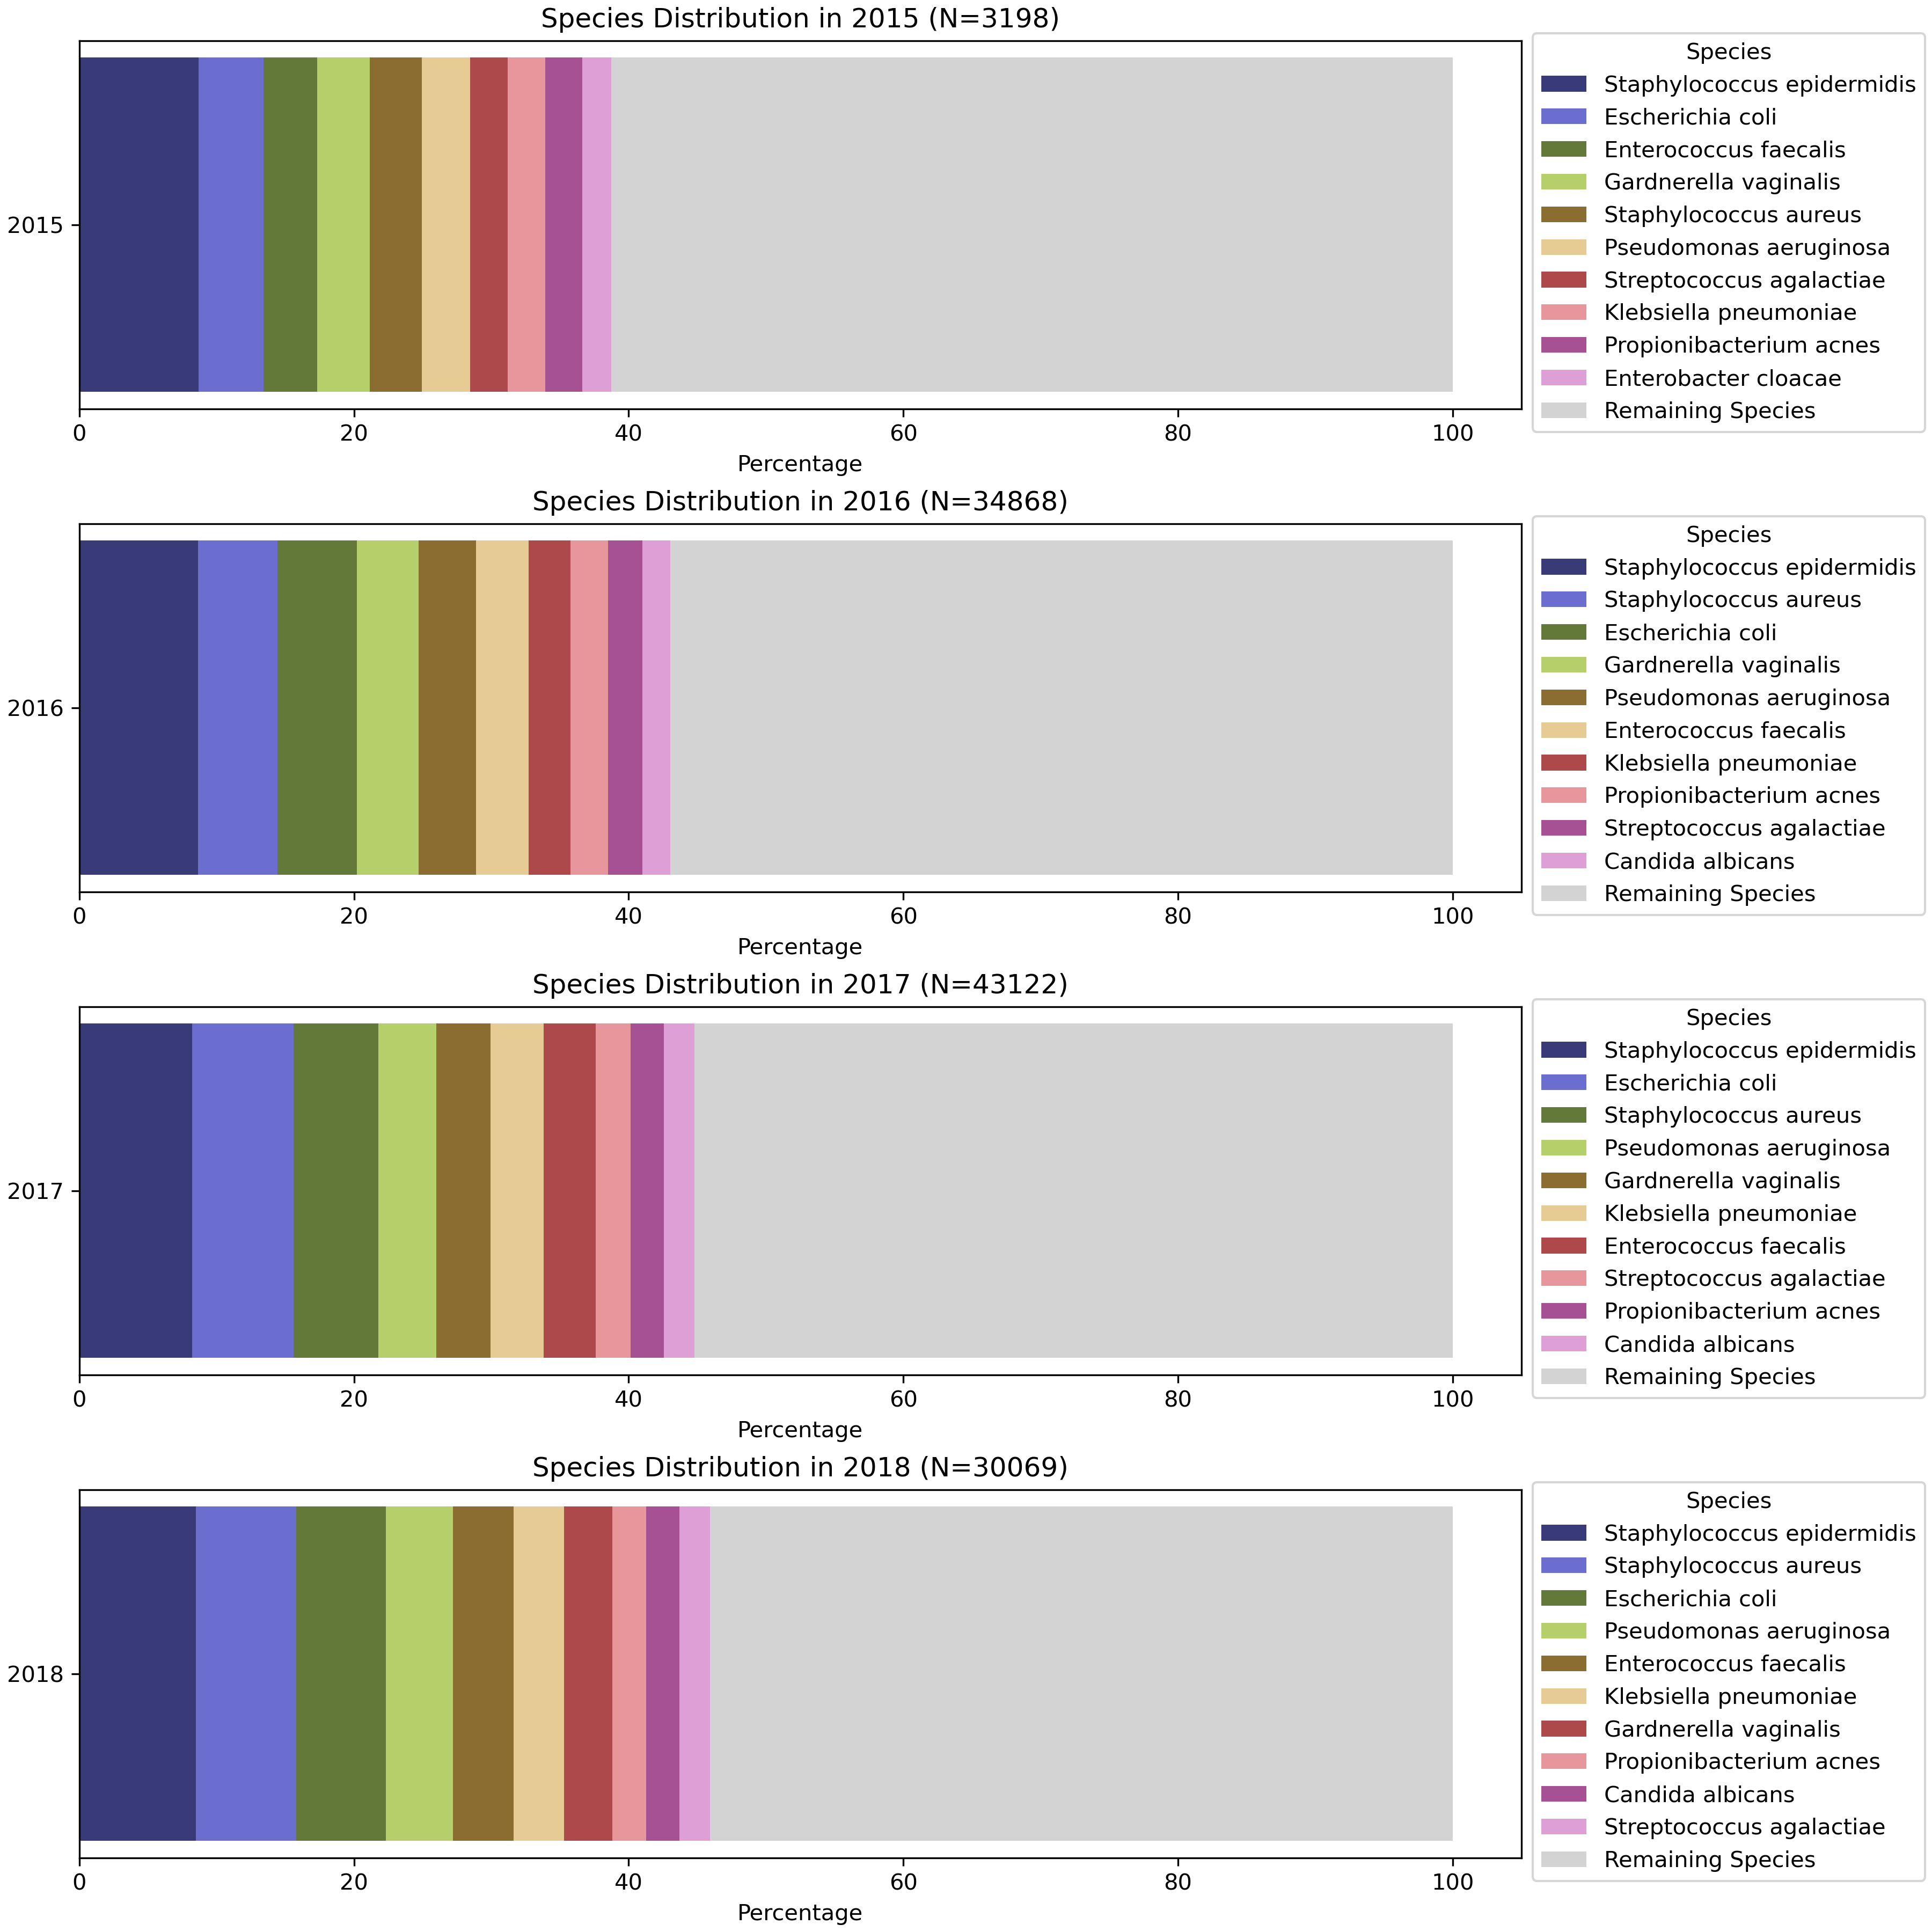 Species Distribution in 2015 (N=3198)
Species
Staphylococcus epidermidis
Escherichia coli
Enterococcus faecalis
Gardnerella vaginalis
Staphylococcus aureus
Pseudomonas aeruginosa
Streptococcus agalactiae
Klebsiella pneumoniae
Propionibacterium acnes
Enterobacter cloacae
Remaining Species
2015
0 20 40 60 80 100
Percentage
Species Distribution in 2016 (N=34868)
Species
Staphylococcus epidermidis
Staphylococcus aureus
Escherichia coli
Gardnerella vaginalis
Pseudomonas aeruginosa
Enterococcus faecalis
Klebsiella pneumoniae
Propionibacterium acnes
Streptococcus agalactiae
Candida albicans
Remaining Species
2016
0 20 40 60 80 100
Percentage
Species Distribution in 2017 (N=43122)
Species
Staphylococcus epidermidis
Escherichia coli
Staphylococcus aureus
Pseudomonas aeruginosa
Gardnerella vaginalis
Klebsiella pneumoniae
Enterococcus faecalis
Streptococcus agalactiae
Propionibacterium acnes
Candida albicans
Remaining Species
2017
0 20 40 60 80 100
Percentage
Species Distribution in 2018 (N=30069)
Species
Staphylococcus epidermidis
Staphylococcus aureus
Escherichia coli
Pseudomonas aeruginosa
Enterococcus faecalis
Klebsiella pneumoniae
Gardnerella vaginalis
Propionibacterium acnes
Candida albicans
Streptococcus agalactiae
Remaining Species
2018
0 20 40 60 80 100
Percentage